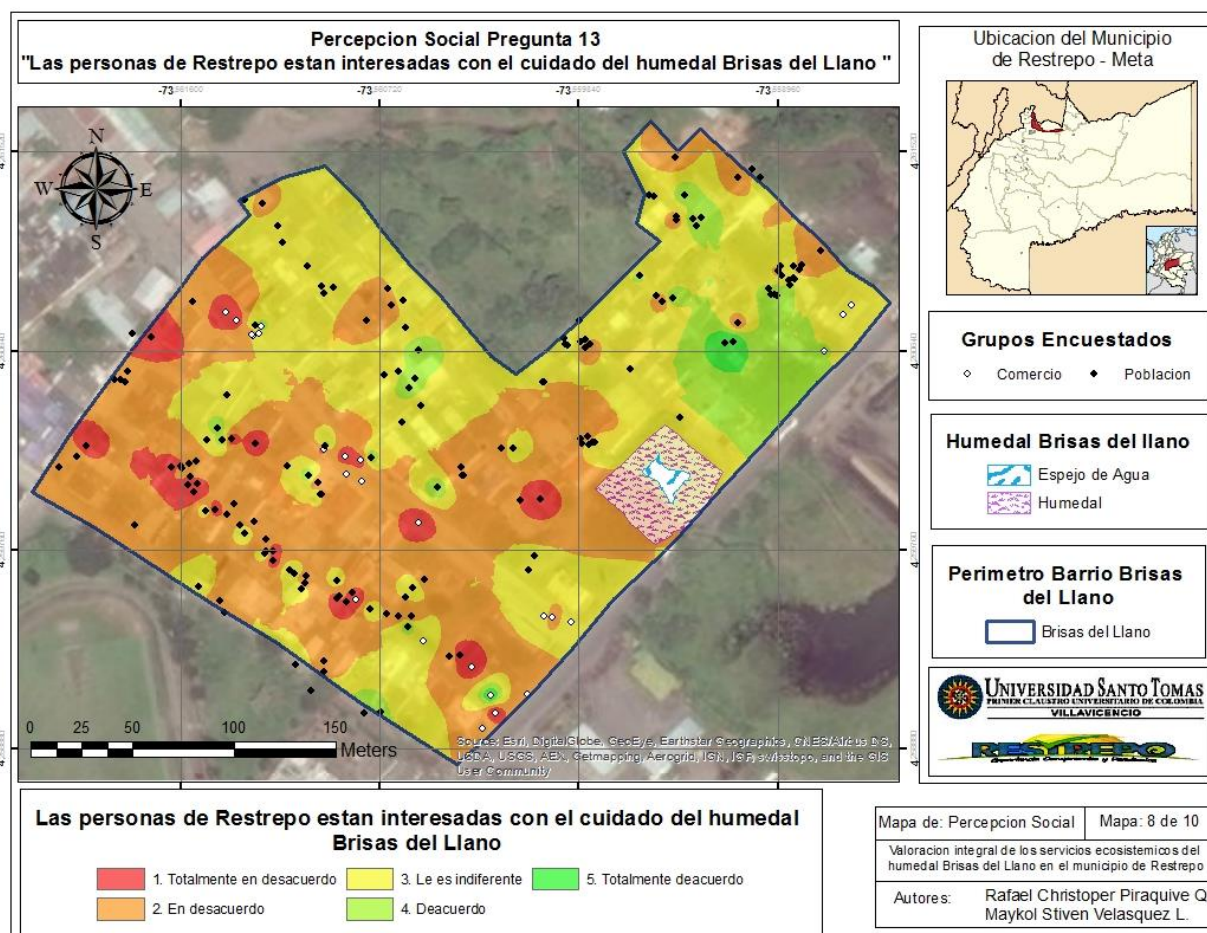 Percepcion Social Pregunta 13
"Las personas de Restrepo estan interesadas con el cuidado del humedal Brisas del Llano "
N
W E
S
0 25 50 100 150
Meters
Source: Esri, DigitalGlobe, GeoEye, Earthstar Geographics, CNES/Airbus DS,
USDA, USGS, AEX, Getmapping, Aerogrid, IGN, IGP, swisstopo, and the GIS
User Community
Las personas de Restrepo estan interesadas con el cuidado del humedal
Brisas del Llano
1. Totalmente en desacuerdo
3. Le es indiferente
5. Totalmente deacuerdo
2. En desacuerdo
4. Deacuerdo
Ubicacion del Municipio
de Restrepo - Meta
Grupos Encuestados
Comercio
Poblacion
Humedal Brisas del llano
Espejo de Agua
Humedal
Perimetro Barrio Brisas
del Llano
Brisas del Llano
UNIVERSIDAD SANTO TOMAS
PRIMER CLAUSTRO UNIVERSITARIO DE COLOMBIA
VILLAVICENCIO
RESTREPO
Mapa de: Percepcion Social
Mapa: 8 de 10
Valoracion integral de los servicios ecosistemicos del
humedal Brisas del Llano en el municipio de Restrepo
Autores:
Rafael Christoper Piraquive Q
Maykol Stiven Velasquez L.